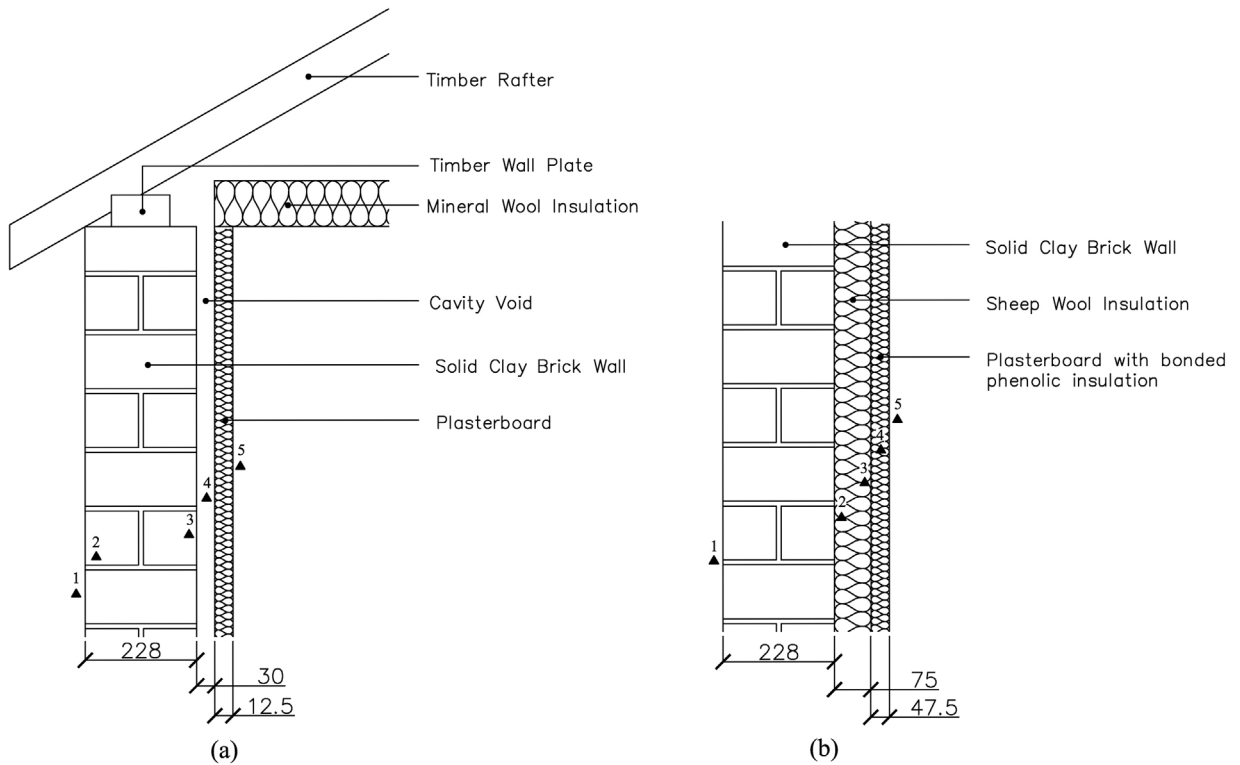 Timber Rafter
Timber Wall Plate
Mineral Wool Insulation
Cavity Void
Solid Clay Brick Wall
Plasterboard
5
4
3
2
1
228
30
12.5
(a)
Solid Clay Brick Wall
Sheep Wool Insulation
Plasterboard with bonded
phenolic insulation
5
4
3
2
1
228
75
47.5
(b)